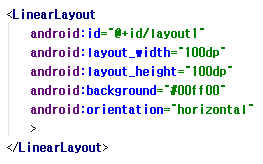 <LinearLayout
    android:id="@+id/layout1"
    android:layout_width="100dp"
    android:layout_height="100dp"
    android:background="#00ff00"
    android:orientation="horizontal"
    >
</LinearLayout>